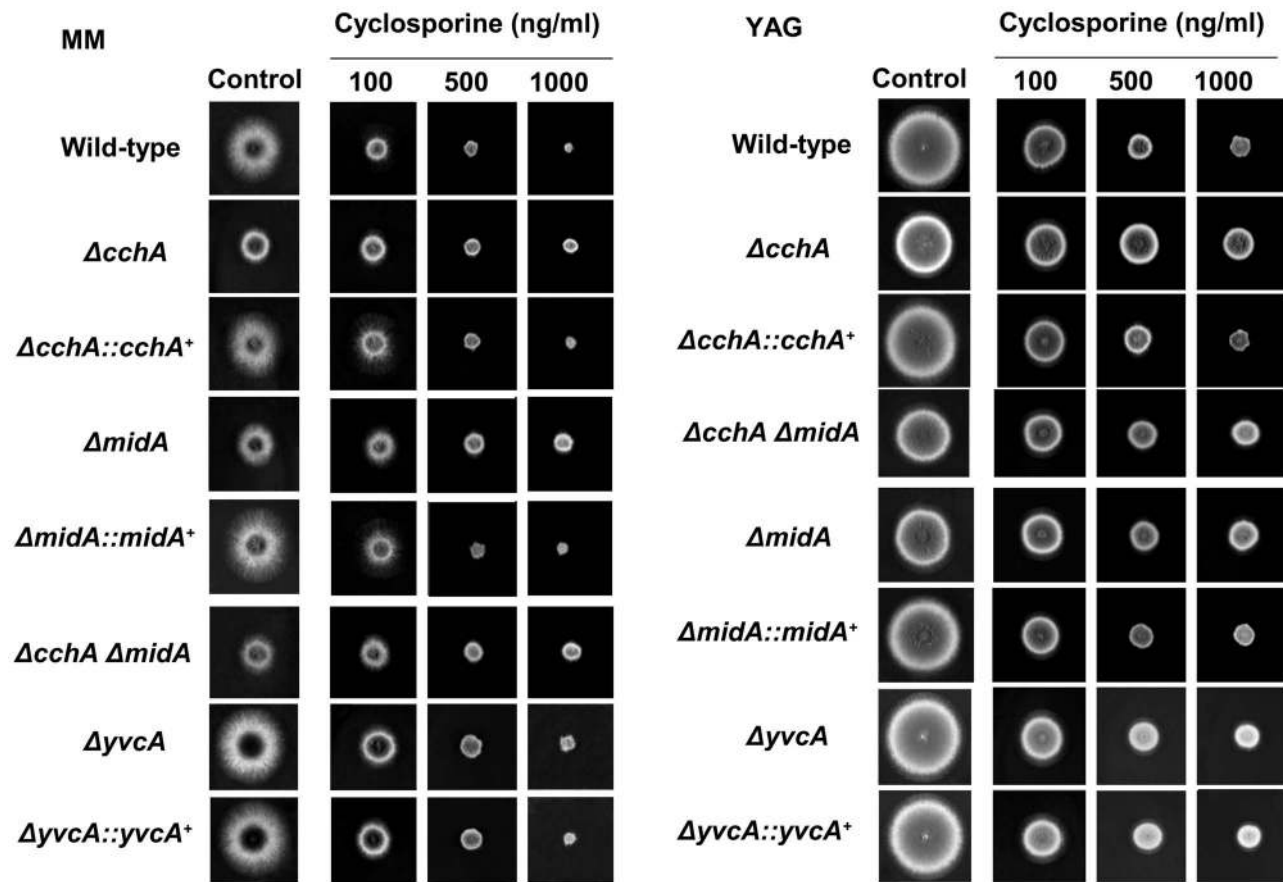 MM
Cyclosporine (ng/ml)
Control 100 500 1000
Wild-type
ΔcchA
ΔcchA::cchA⁺
ΔmidA
ΔmidA::midA⁺
ΔcchA ΔmidA
ΔyvcA
ΔyvcA::yvcA⁺
YAG
Cyclosporine (ng/ml)
Control 100 500 1000
Wild-type
ΔcchA
ΔcchA::cchA⁺
ΔcchA ΔmidA
ΔmidA
ΔmidA::midA⁺
ΔyvcA
ΔyvcA::yvcA⁺